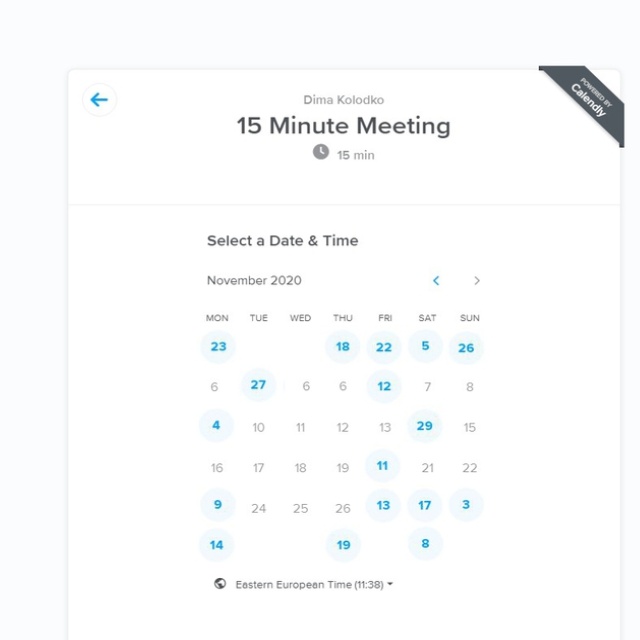 POWERED BY
Calendly
Dima Kolodko
15 Minute Meeting
15 min
Select a Date & Time
November 2020
MON TUE WED THU FRI SAT SUN
23 18 22 5 26
6 27 6 6 12 7 8
4 10 11 12 13 29 15
16 17 18 19 11 21 22
9 24 25 26 13 17 3
14 19 8
Eastern European Time (11:38)